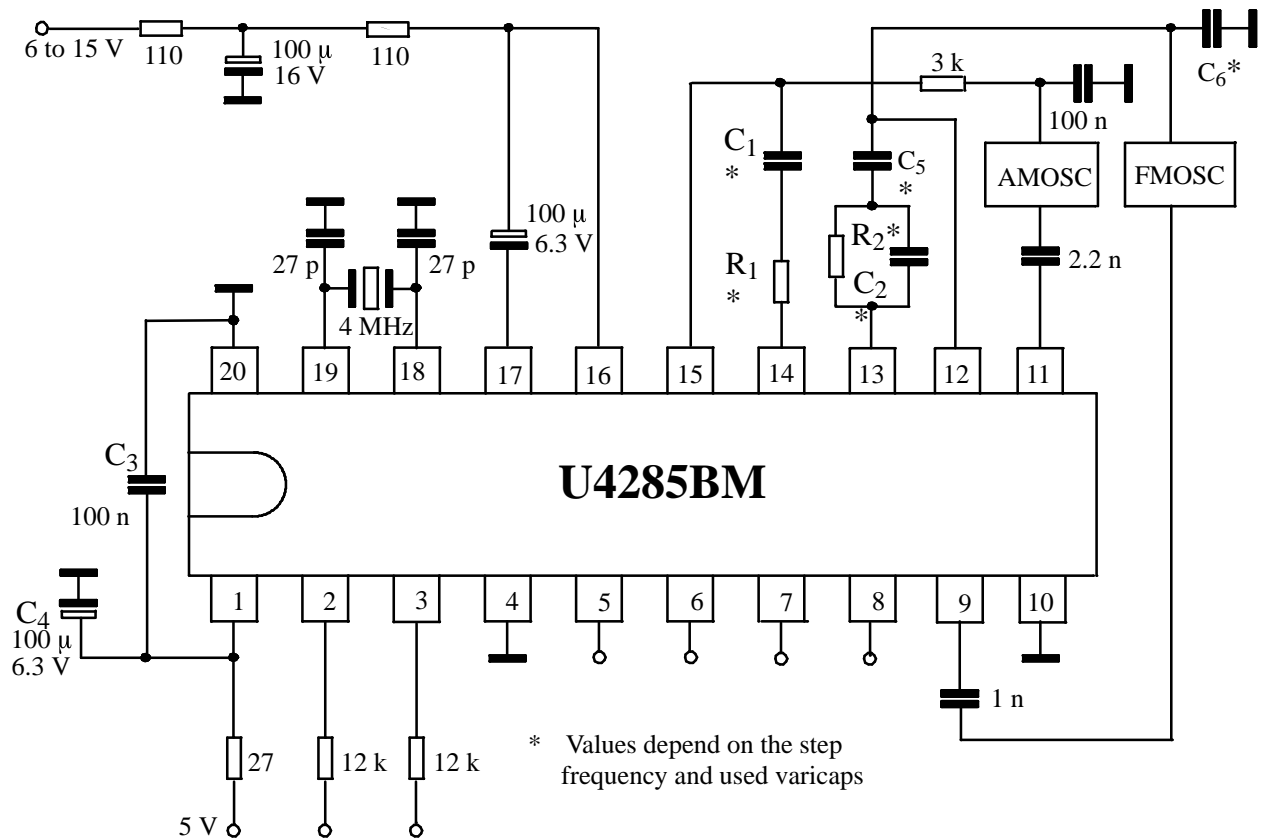 6 to 15 V
110
100 μ
16 V
110
3 k
C6*
100 n
C1
*
C5
*
AMOSC
FMOSC
100 μ
6.3 V
27 p
27 p
R2*
C2
*
R1
*
2.2 n
4 MHz
20
19
18
17
16
15
14
13
12
11
C3
100 n
U4285BM
C4
100 μ
6.3 V
1
2
3
4
5
6
7
8
9
10
1 n
27
12 k
12 k
* Values depend on the step
frequency and used varicaps
5 V